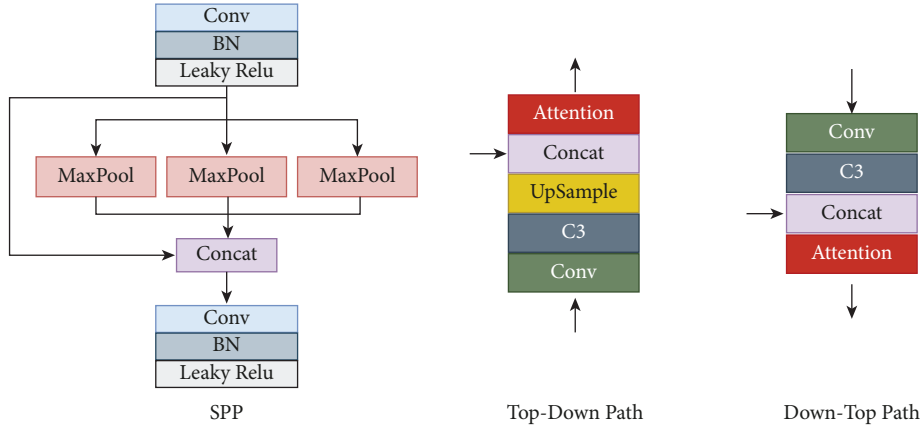 Conv
BN
Leaky Relu
MaxPool
MaxPool
MaxPool
Concat
Conv
BN
Leaky Relu
SPP
Attention
Concat
UpSample
C3
Conv
Top-Down Path
Conv
C3
Concat
Attention
Down-Top Path